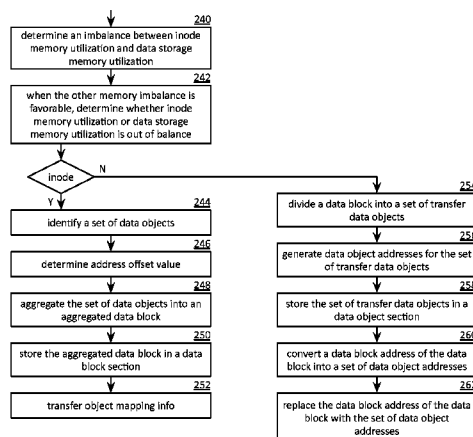 240
determine an imbalance between inode
memory utilization and data storage
memory utilization
242
when the other memory imbalance is
favorable, determine whether inode
memory utilization or data storage
memory utilization is out of balance
inode
N
Y
244
identify a set of data objects
246
determine address offset value
248
aggregate the set of data objects into an
aggregated data block
250
store the aggregated data block in a data
block section
252
transfer object mapping info
254
divide a data block into a set of transfer
data objects
256
generate data object addresses for the set
of transfer data objects
258
store the set of transfer data objects in a
data object section
260
convert a data block address of the data
block into a set of data object addresses
262
replace the data block address of the data
block with the set of data object
addresses